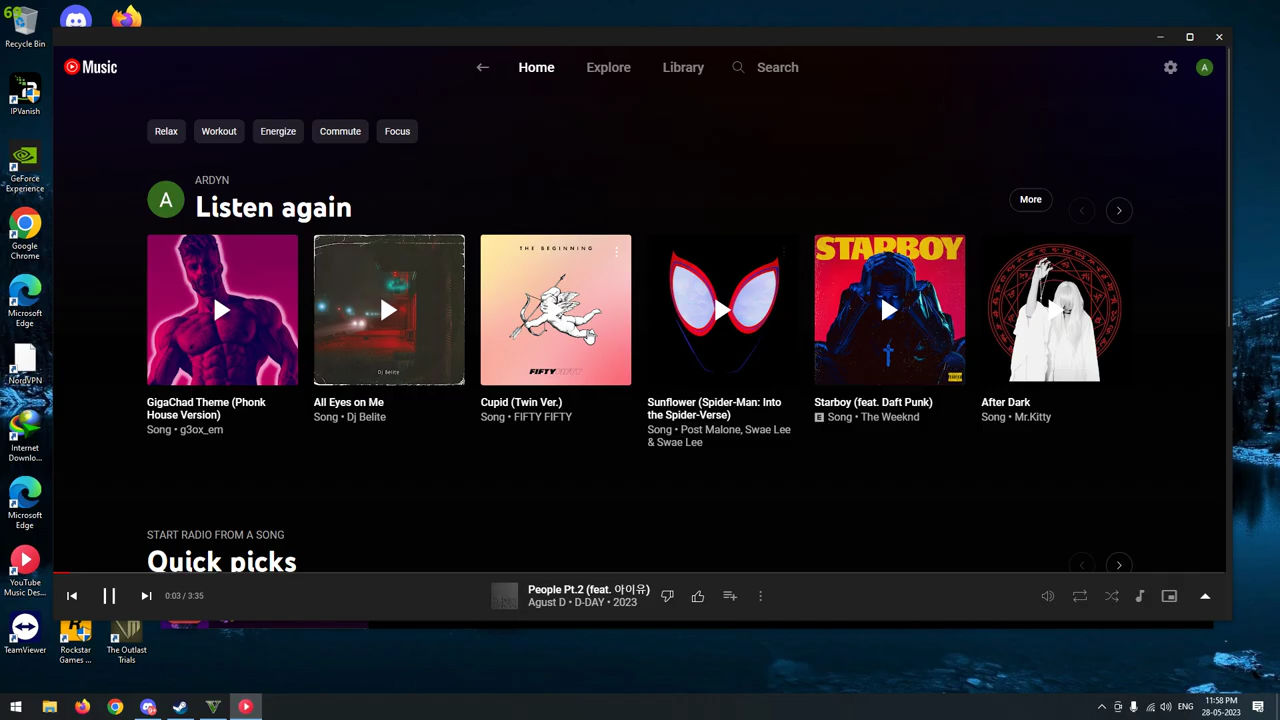 Recycle Bin
Music
Home
Explore
Library
Search
A
Relax
Workout
Energize
Commute
Focus
ARDYN
A
Listen again
More
THE BEGINNING
Dj Belite
FIFTYFIFTY
STARBOY
GigaChad Theme (Phonk
House Version)
Song • g3ox_em
All Eyes on Me
Song • Dj Belite
Cupid (Twin Ver.)
Song • FIFTY FIFTY
Sunflower (Spider-Man: Into
the Spider-Verse)
Song • Post Malone, Swae Lee
& Swae Lee
Starboy (feat. Daft Punk)
E Song • The Weeknd
After Dark
Song • Mr.Kitty
START RADIO FROM A SONG
Quick picks
0:03 / 3:35
People Pt.2 (feat. 아이유)
Agust D • D-DAY • 2023
IPVanish
GeForce
Experience
Google
Chrome
Microsoft
Edge
NordVPN
Internet
Downlo...
Microsoft
Edge
YouTube
Music Des...
TeamViewer
Rockstar
Games ...
The Outlast
Trials
ENG
11:58 PM
28-05-2023